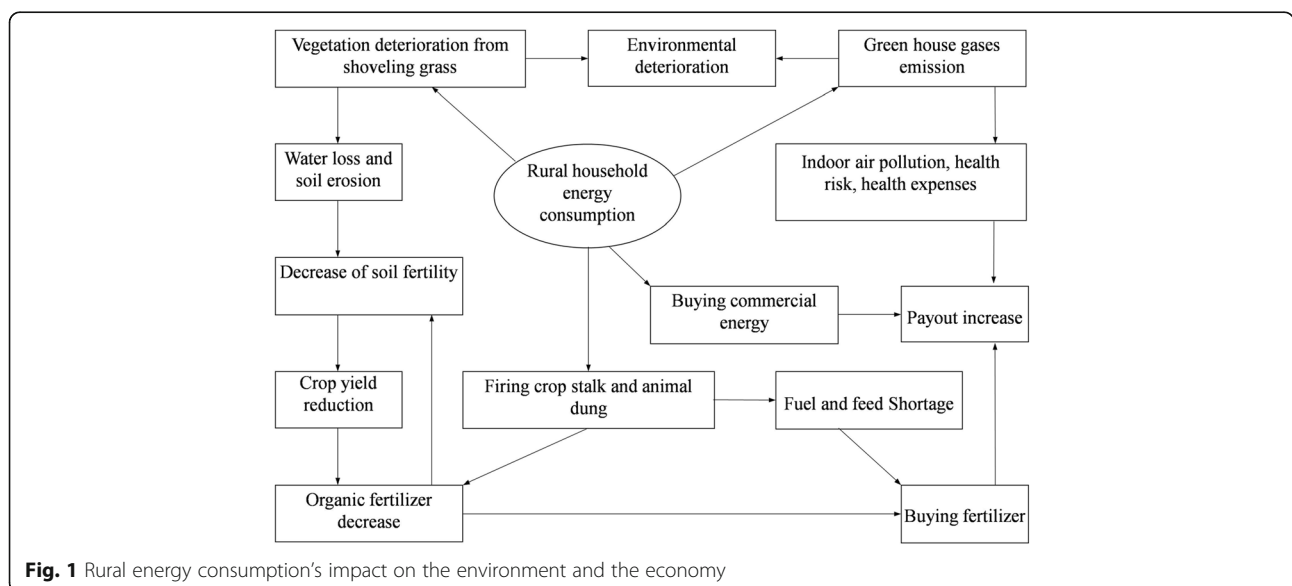 Vegetation deterioration from
shoveling grass
Environmental
deterioration
Green house gases
emission
Water loss and
soil erosion
Rural household
energy
consumption
Indoor air pollution, health
risk, health expenses
Decrease of soil fertility
Buying commercial
energy
Payout increase
Crop yield
reduction
Firing crop stalk and animal
dung
Fuel and feed Shortage
Organic fertilizer
decrease
Buying fertilizer
Fig. 1 Rural energy consumption’s impact on the environment and the economy